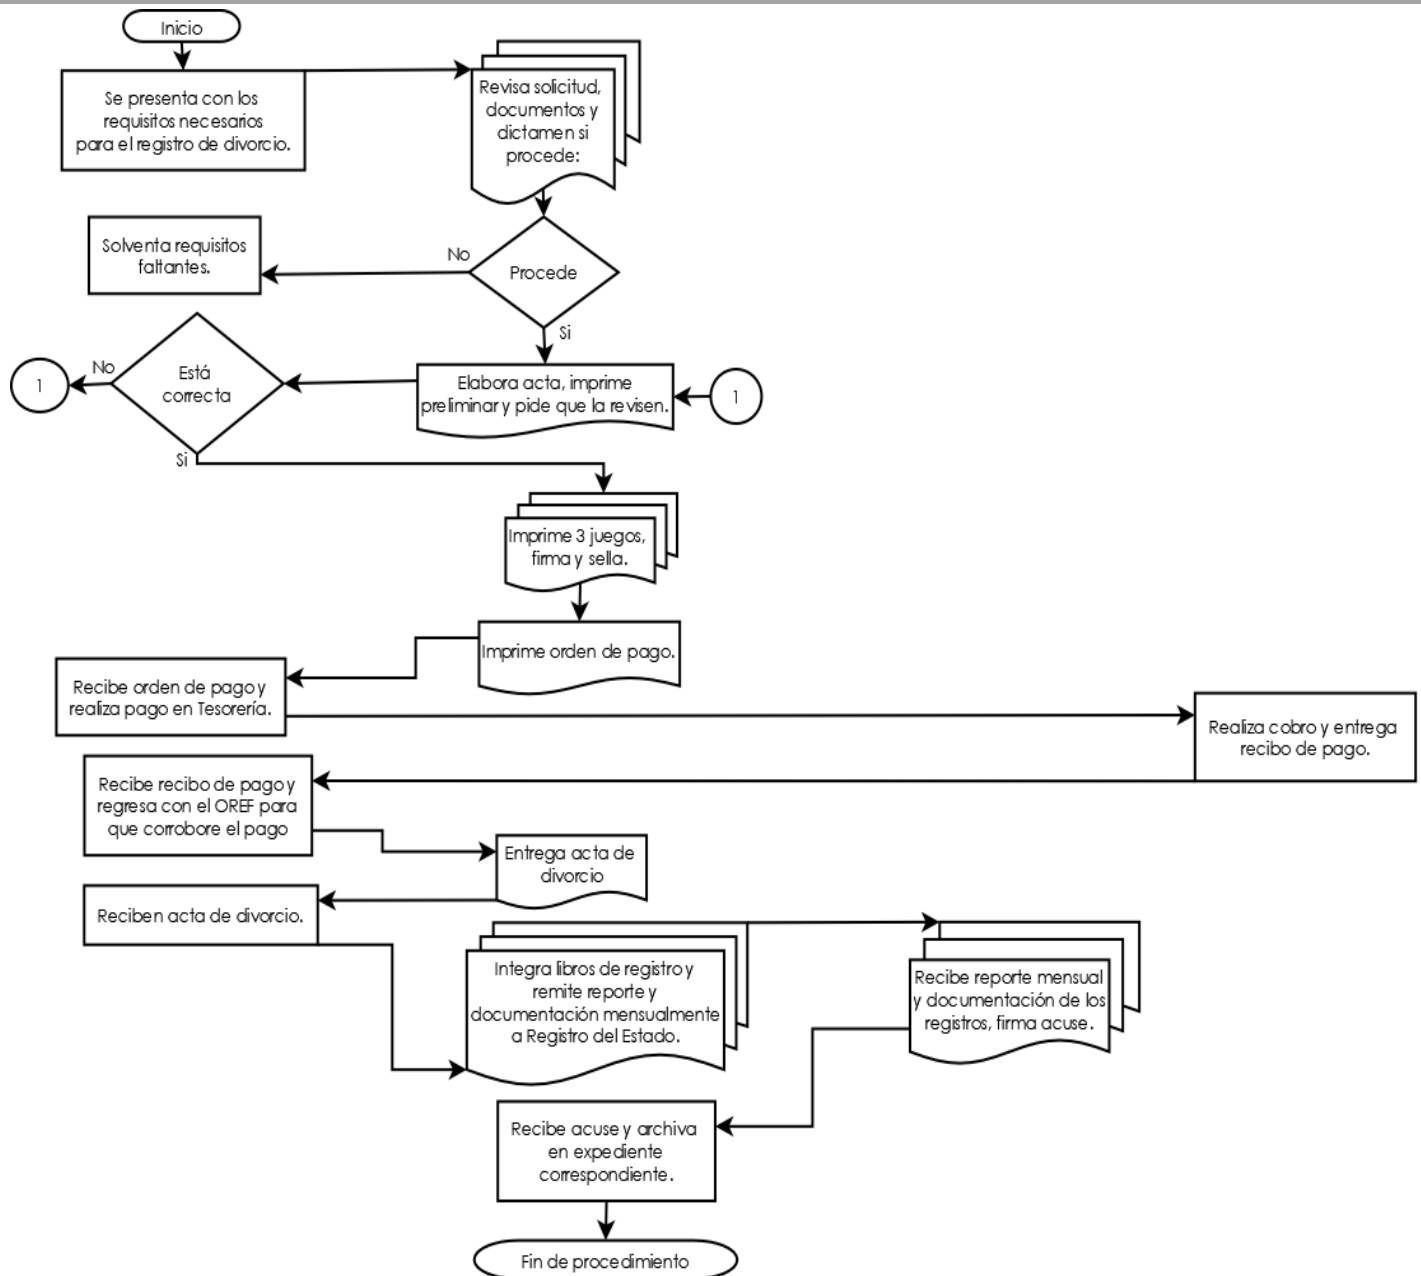 Inicio
Se presenta con los
requisitos necesarios
para el registro de divorcio.
Revisa solicitud,
documentos y
dictamen si
procede:
Solventa requisitos
faltantes.
No
Procede
Si
1
No
Está
correcta
Elabora acta, imprime
preliminar y pide que la revisen.
1
Si
Imprime 3 juegos,
firma y sella.
Imprime orden de pago.
Recibe orden de pago y
realiza pago en Tesorería.
Realiza cobro y entrega
recibo de pago.
Recibe recibo de pago y
regresa con el OREF para
que corrobore el pago
Entrega acta de
divorcio
Reciben acta de divorcio.
Integra libros de registro y
remite reporte y
documentación mensualmente
a Registro del Estado.
Recibe reporte mensual
y documentación de los
registros, firma acuse.
Recibe acuse y archiva
en expediente
correspondiente.
Fin de procedimiento